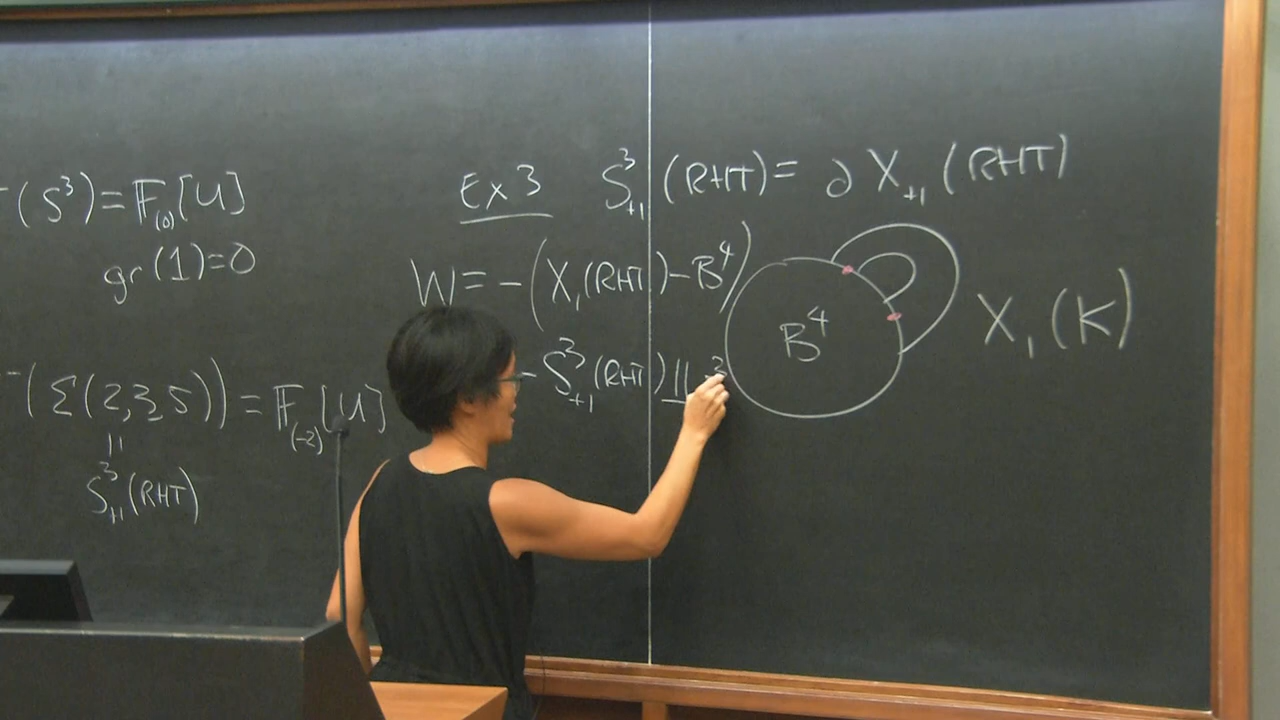 ⁻(S³) = 𝔽₍₀₎[U]
gr(1)=0
⁻(Σ(2,3,5)) = 𝔽₍₋₂₎[U]
||
S³₊₁(RHT)
Ex 3 S³₊₁(RHT) = ∂X₊₁(RHT)
W = -(X₁(RHT) - B⁴)
- S³₊₁(RHT) ⨿ ³
B⁴
X₁(K)